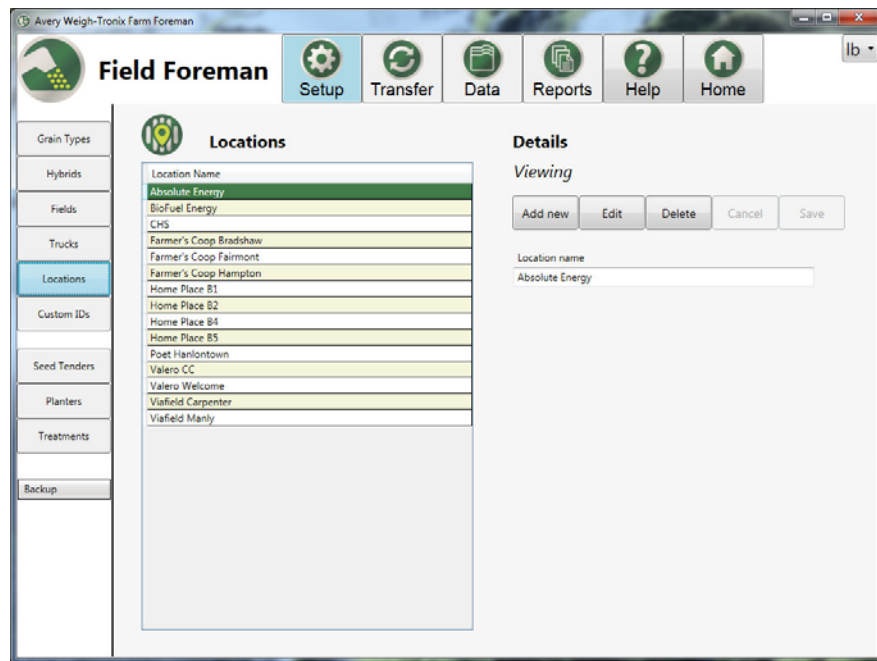 Avery Weigh-Tronix Farm Foreman
Field Foreman
Setup
Transfer
Data
Reports
Help
Home
lb
Grain Types
Hybrids
Fields
Trucks
Locations
Custom IDs
Seed Tenders
Planters
Treatments
Backup
Locations
Location Name
Absolute Energy
BioFuel Energy
CHS
Farmer's Coop Bradshaw
Farmer's Coop Fairmont
Farmer's Coop Hampton
Home Place B1
Home Place B2
Home Place B4
Home Place B5
Poet Hanlontown
Valero CC
Valero Welcome
Viafield Carpenter
Viafield Manly
Details
Viewing
Add new Edit Delete Cancel Save
Location name
Absolute Energy